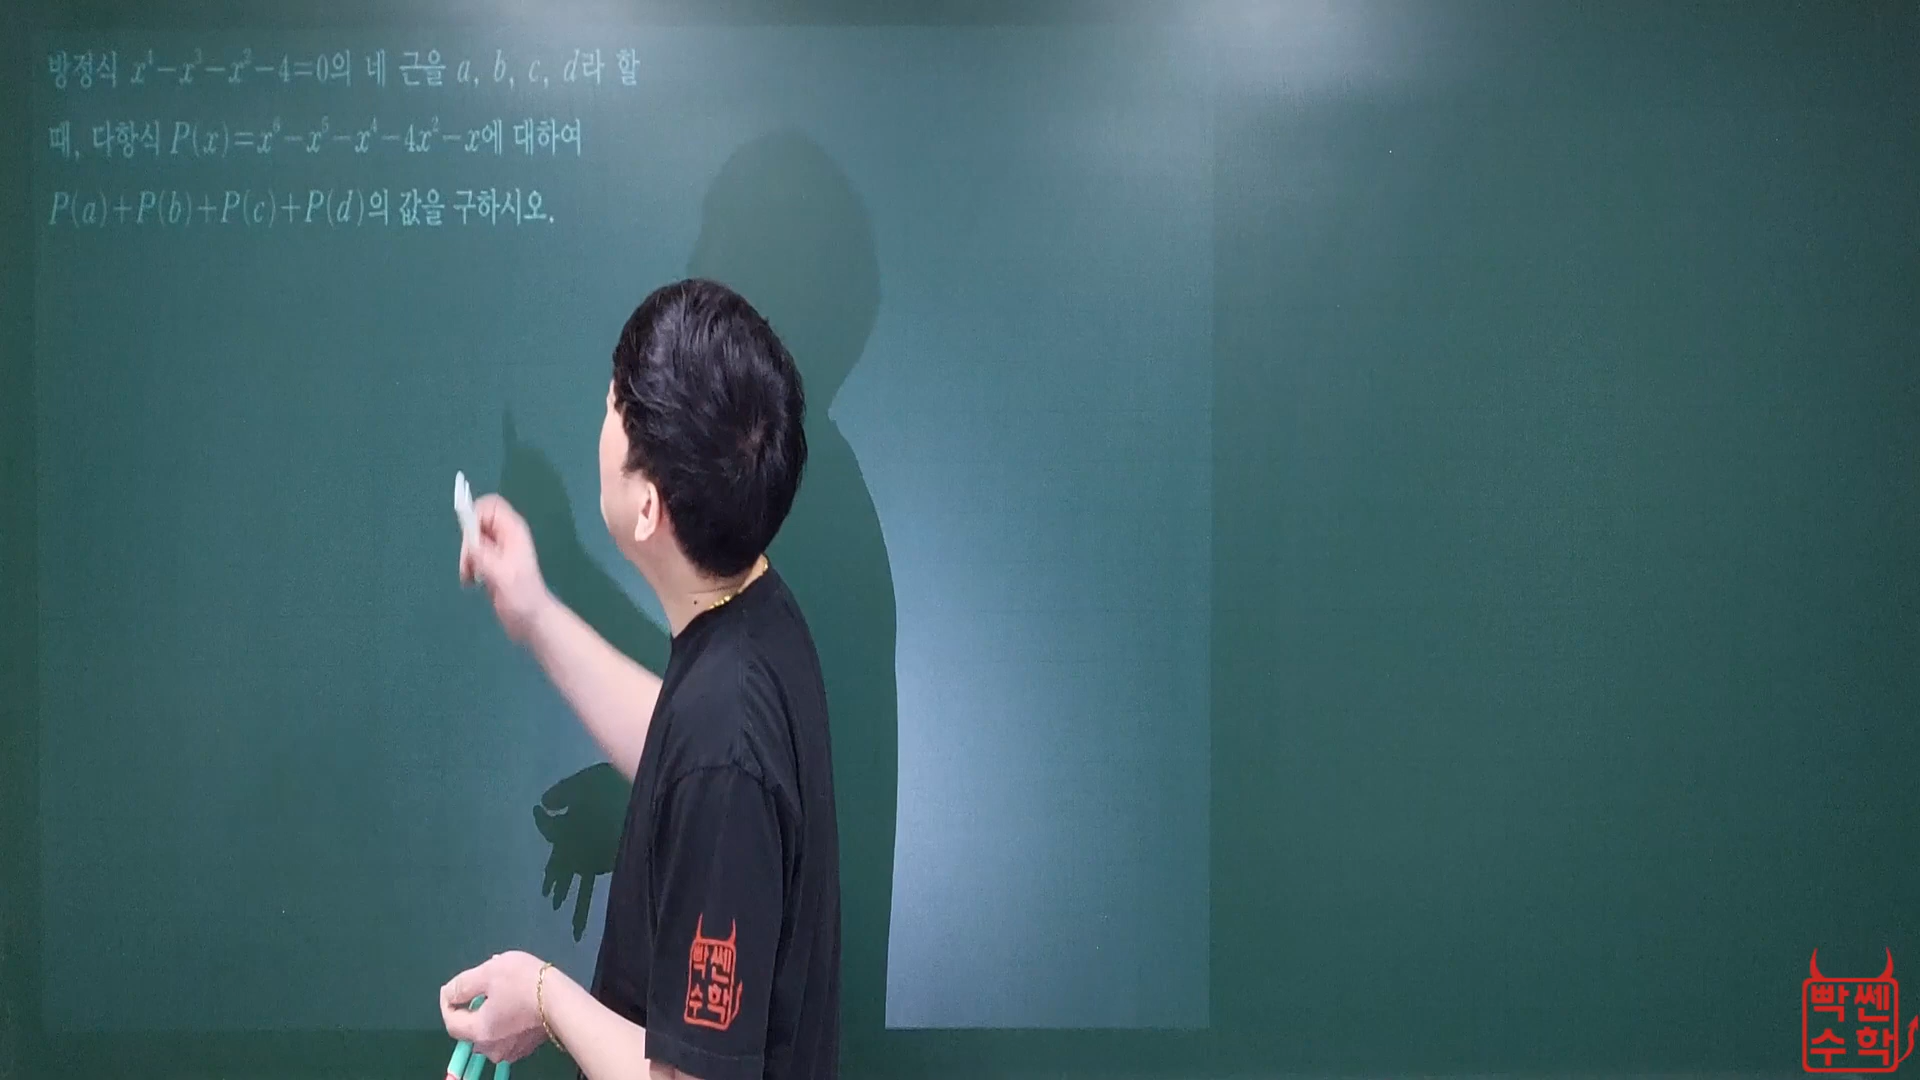 방정식 x⁴−x³−x²−4=0의 네 근을 a, b, c, d라 할
때, 다항식 P(x)=x⁶−x⁵−x⁴−4x²−x에 대하여
P(a)+P(b)+P(c)+P(d)의 값을 구하시오.
빡쎈
수학
빡쎈
수학